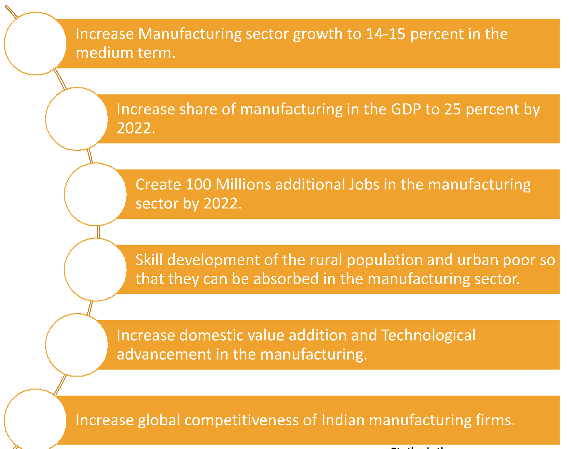 Increase Manufacturing sector growth to 14-15 percent in the
medium term.
Increase share of manufacturing in the GDP to 25 percent by
2022.
Create 100 Millions additional Jobs in the manufacturing
sector by 2022.
Skill development of the rural population and urban poor so
that they can be absorbed in the manufacturing sector.
Increase domestic value addition and Technological
advancement in the manufacturing.
Increase global competitiveness of Indian manufacturing firms.